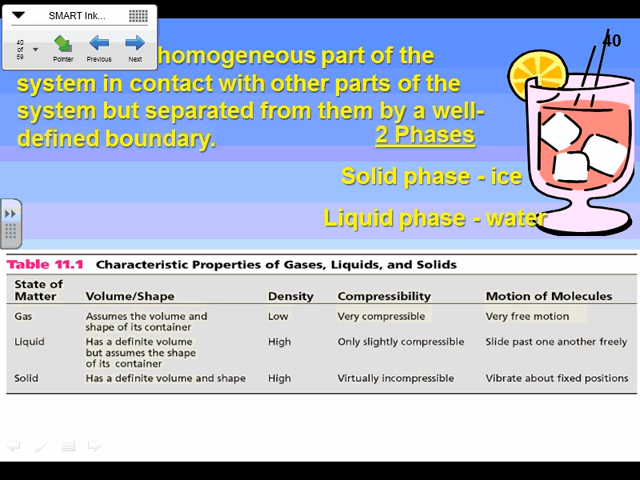 SMART Ink...
40
of
59
Pointer
Previous
Next
40
homogeneous part of the
system in contact with other parts of the
system but separated from them by a well-
defined boundary.
2 Phases
Solid phase - ice
Liquid phase - water
Table 11.1 Characteristic Properties of Gases, Liquids, and Solids
State of
Matter Volume/Shape Density Compressibility Motion of Molecules
Gas Assumes the volume and Low Very compressible Very free motion
shape of its container
Liquid Has a definite volume High Only slightly compressible Slide past one another freely
but assumes the shape
of its container
Solid Has a definite volume and shape High Virtually incompressible Vibrate about fixed positions